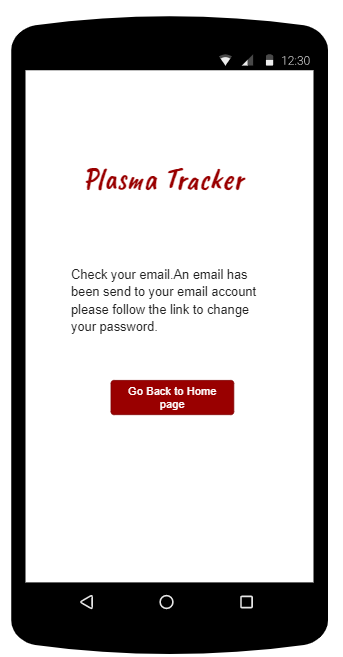 12:30
Plasma Tracker
Check your email.An email has
been send to your email account
please follow the link to change
your password.
Go Back to Home
page